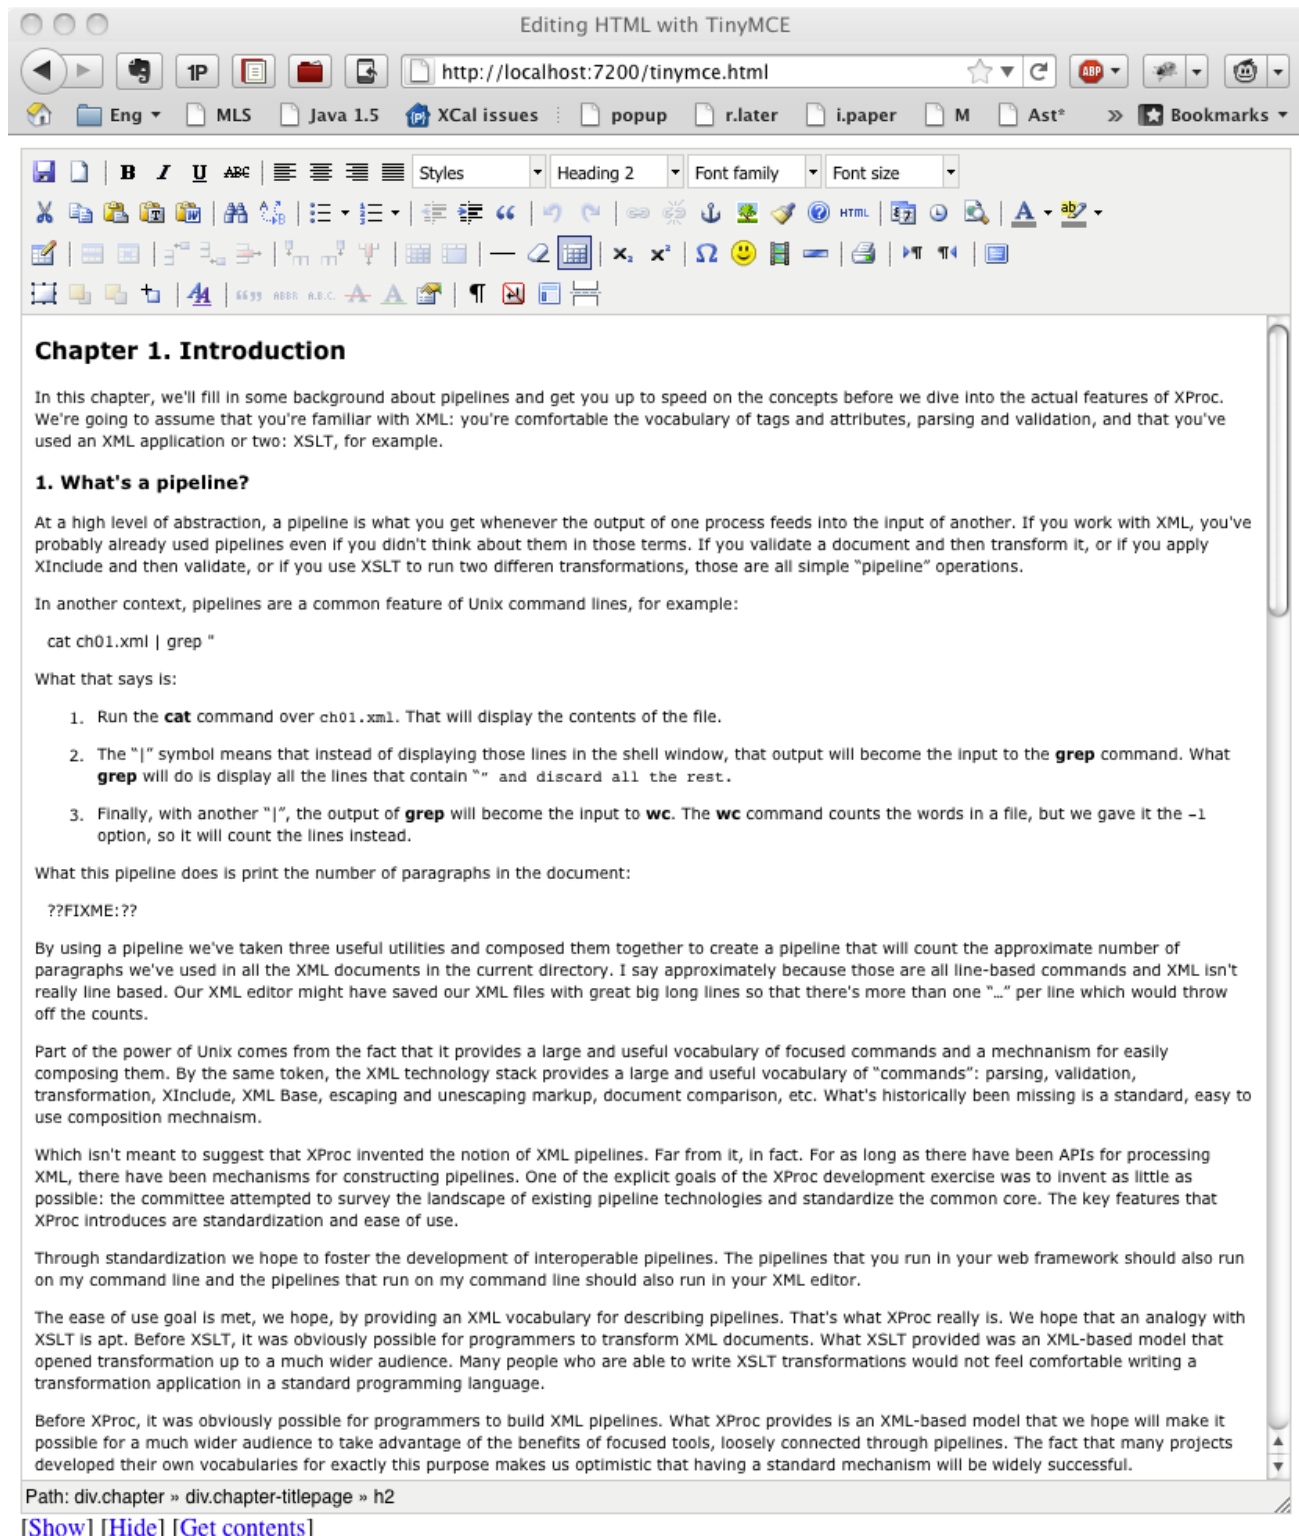 Editing HTML with TinyMCE
1P http://localhost:7200/tinymce.html ABP
Eng MLS Java 1.5 XCal issues popup r.later i.paper M Ast* » Bookmarks
B I U ABC Styles Heading 2 Font family Font size
HTML A ab
x₂ x² Ω ¶
AA 6699 ABBR A.B.C. A A ¶
Chapter 1. Introduction
In this chapter, we'll fill in some background about pipelines and get you up to speed on the concepts before we dive into the actual features of XProc.
We're going to assume that you're familiar with XML: you're comfortable the vocabulary of tags and attributes, parsing and validation, and that you've
used an XML application or two: XSLT, for example.
1. What's a pipeline?
At a high level of abstraction, a pipeline is what you get whenever the output of one process feeds into the input of another. If you work with XML, you've
probably already used pipelines even if you didn't think about them in those terms. If you validate a document and then transform it, or if you apply
XInclude and then validate, or if you use XSLT to run two differen transformations, those are all simple “pipeline” operations.
In another context, pipelines are a common feature of Unix command lines, for example:
cat ch01.xml | grep "
What that says is:
1. Run the cat command over ch01.xml. That will display the contents of the file.
2. The “|” symbol means that instead of displaying those lines in the shell window, that output will become the input to the grep command. What
grep will do is display all the lines that contain “” and discard all the rest.
3. Finally, with another “|”, the output of grep will become the input to wc. The wc command counts the words in a file, but we gave it the -l
option, so it will count the lines instead.
What this pipeline does is print the number of paragraphs in the document:
??FIXME:??
By using a pipeline we've taken three useful utilities and composed them together to create a pipeline that will count the approximate number of
paragraphs we've used in all the XML documents in the current directory. I say approximately because those are all line-based commands and XML isn't
really line based. Our XML editor might have saved our XML files with great big long lines so that there's more than one “…” per line which would throw
off the counts.
Part of the power of Unix comes from the fact that it provides a large and useful vocabulary of focused commands and a mechnanism for easily
composing them. By the same token, the XML technology stack provides a large and useful vocabulary of “commands”: parsing, validation,
transformation, XInclude, XML Base, escaping and unescaping markup, document comparison, etc. What's historically been missing is a standard, easy to
use composition mechnaism.
Which isn't meant to suggest that XProc invented the notion of XML pipelines. Far from it, in fact. For as long as there have been APIs for processing
XML, there have been mechanisms for constructing pipelines. One of the explicit goals of the XProc development exercise was to invent as little as
possible: the committee attempted to survey the landscape of existing pipeline technologies and standardize the common core. The key features that
XProc introduces are standardization and ease of use.
Through standardization we hope to foster the development of interoperable pipelines. The pipelines that you run in your web framework should also run
on my command line and the pipelines that run on my command line should also run in your XML editor.
The ease of use goal is met, we hope, by providing an XML vocabulary for describing pipelines. That's what XProc really is. We hope that an analogy with
XSLT is apt. Before XSLT, it was obviously possible for programmers to transform XML documents. What XSLT provided was an XML-based model that
opened transformation up to a much wider audience. Many people who are able to write XSLT transformations would not feel comfortable writing a
transformation application in a standard programming language.
Before XProc, it was obviously possible for programmers to build XML pipelines. What XProc provides is an XML-based model that we hope will make it
possible for a much wider audience to take advantage of the benefits of focused tools, loosely connected through pipelines. The fact that many projects
developed their own vocabularies for exactly this purpose makes us optimistic that having a standard mechanism will be widely successful.
Path: div.chapter » div.chapter-titlepage » h2
[Show] [Hide] [Get contents]